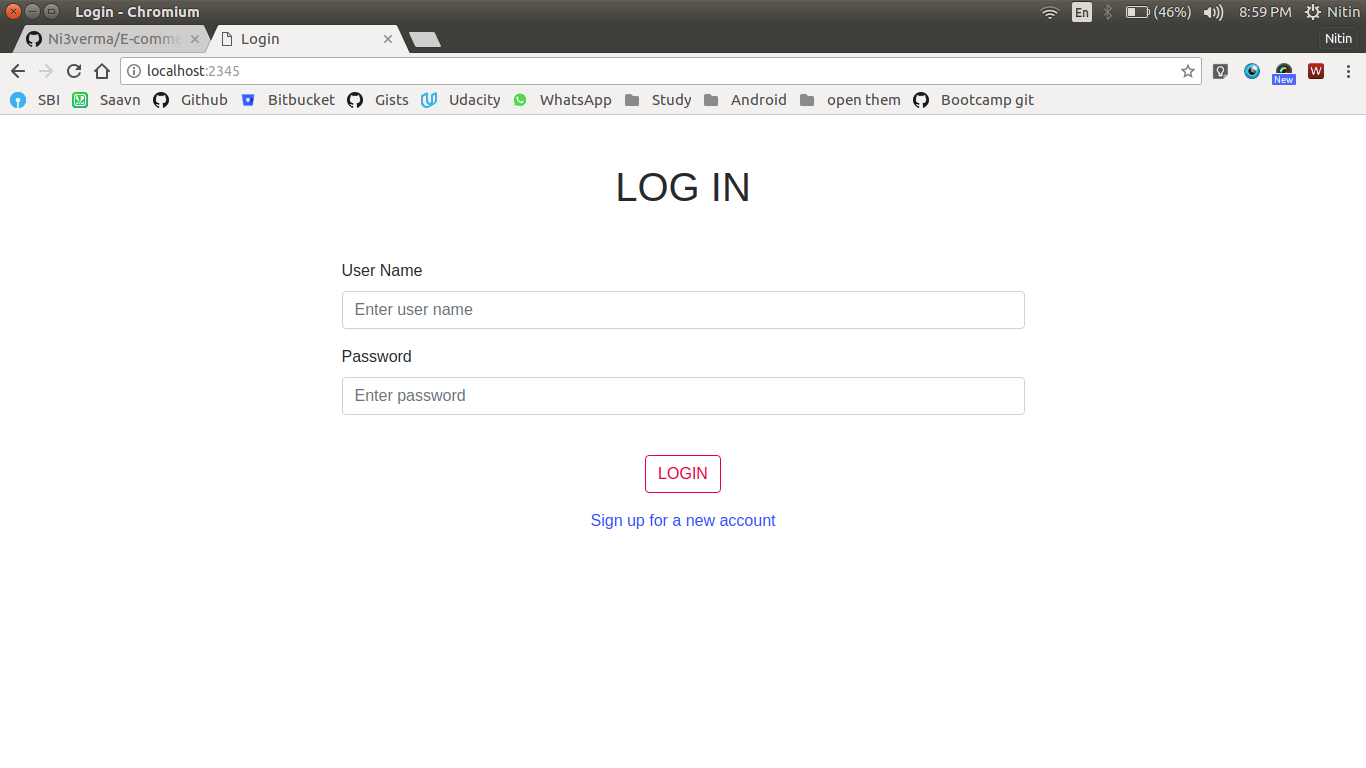 Login - Chromium
En (46%) 8:59 PM Nitin
Ni3verma/E-comme Login Nitin
localhost:2345
New W
SBI Saavn Github Bitbucket Gists Udacity WhatsApp Study Android open them Bootcamp git
LOG IN
User Name
Enter user name
Password
Enter password
LOGIN
Sign up for a new account